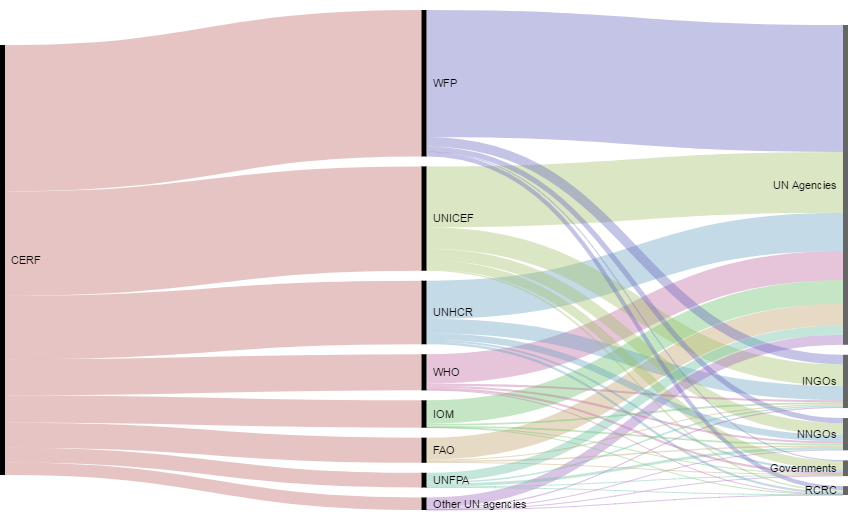 CERF
WFP
UNICEF
UNHCR
WHO
IOM
FAO
UNFPA
Other UN agencies
UN Agencies
INGOs
NNGOs
Governments
RCRC